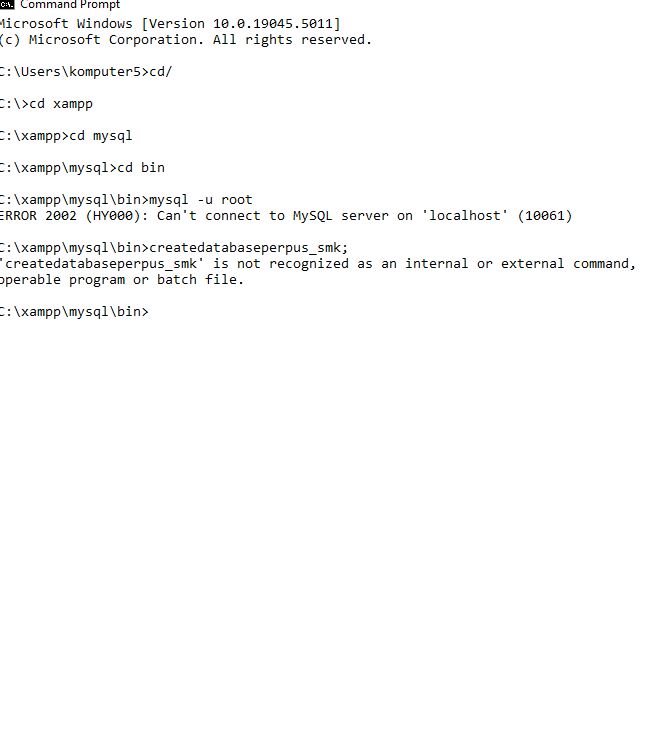 Command Prompt
Microsoft Windows [Version 10.0.19045.5011]
(c) Microsoft Corporation. All rights reserved.
C:\Users\komputer5>cd/
C:\>cd xampp
C:\xampp>cd mysql
C:\xampp\mysql>cd bin
C:\xampp\mysql\bin>mysql -u root
ERROR 2002 (HY000): Can't connect to MySQL server on 'localhost' (10061)
C:\xampp\mysql\bin>createdatabaseperpus_smk;
'createdatabaseperpus_smk' is not recognized as an internal or external command,
operable program or batch file.
C:\xampp\mysql\bin>